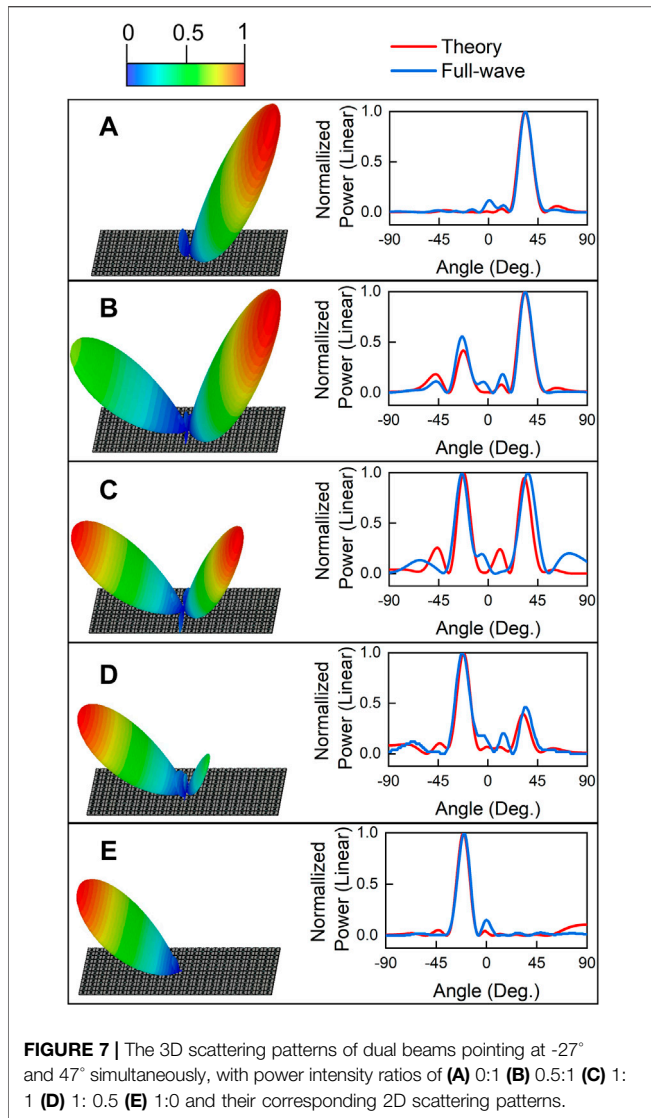 0 0.5 1
Theory
Full-wave
A
Normallized
Power (Linear)
1.0
0.5
0.0
-90 -45 0 45 90
Angle (Deg.)
B
Normallized
Power (Linear)
1.0
0.5
0.0
-90 -45 0 45 90
Angle (Deg.)
C
Normallized
Power (Linear)
1.0
0.5
0.0
-90 -45 0 45 90
Angle (Deg.)
D
Normallized
Power (Linear)
1.0
0.5
0.0
-90 -45 0 45 90
Angle (Deg.)
E
Normallized
Power (Linear)
1.0
0.5
0.0
-90 -45 0 45 90
Angle (Deg.)
FIGURE 7 | The 3D scattering patterns of dual beams pointing at -27°
and 47° simultaneously, with power intensity ratios of (A) 0:1 (B) 0.5:1 (C) 1:
1 (D) 1: 0.5 (E) 1:0 and their corresponding 2D scattering patterns.